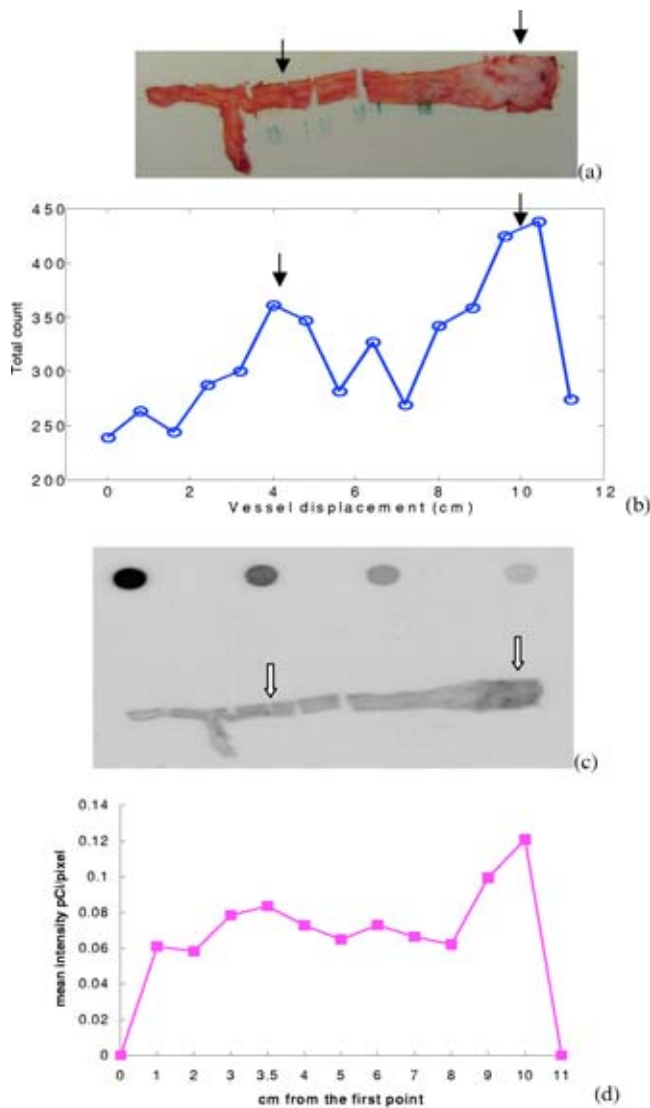 (a)
450
400
350
300
250
200
Total count
0 2 4 6 8 10 12
Vessel displacement (cm)
(b)
(c)
0.14
0.12
0.1
0.08
0.06
0.04
0.02
0
mean intensity pCi/pixel
0 1 2 3 3.5 4 5 6 7 8 9 10 11
cm from the first point
(d)